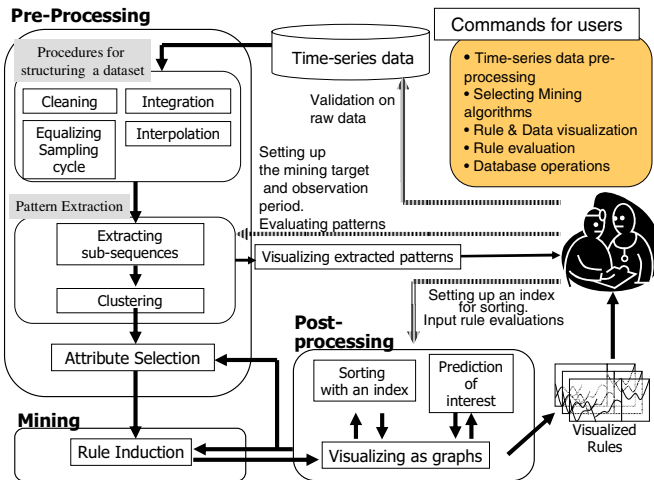 Pre-Processing
Procedures for
structuring a dataset
Cleaning
Integration
Equalizing
Sampling
cycle
Interpolation
Pattern Extraction
Extracting
sub-sequences
Clustering
Attribute Selection
Mining
Rule Induction
Time-series data
Validation on
raw data
Setting up
the mining target
and observation
period.
Evaluating patterns
Visualizing extracted patterns
Commands for users
• Time-series data pre-
processing
• Selecting Mining
algorithms
• Rule & Data visualization
• Rule evaluation
• Database operations
Setting up an index
for sorting.
Input rule evaluations
Post-
processing
Sorting
with an index
Prediction
of
interest
Visualizing as graphs
Visualized
Rules